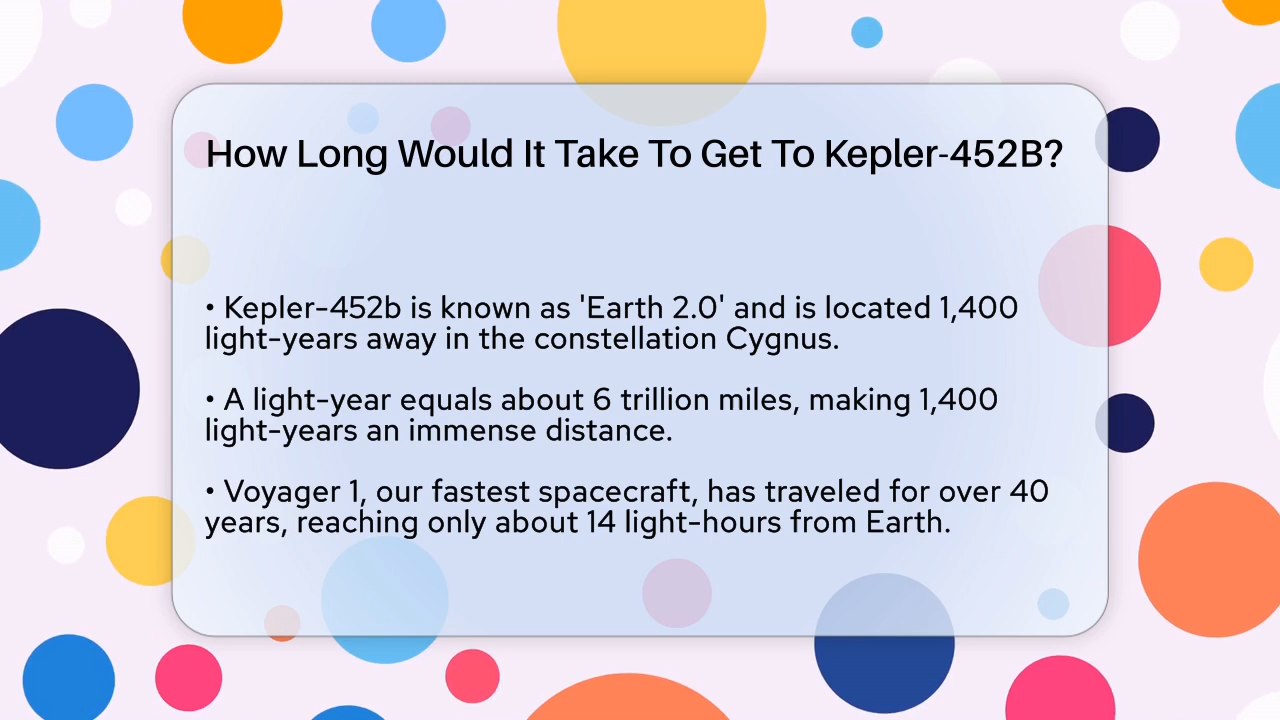 How Long Would It Take To Get To Kepler-452B?
• Kepler-452b is known as 'Earth 2.0' and is located 1,400
light-years away in the constellation Cygnus.
• A light-year equals about 6 trillion miles, making 1,400
light-years an immense distance.
• Voyager 1, our fastest spacecraft, has traveled for over 40
years, reaching only about 14 light-hours from Earth.